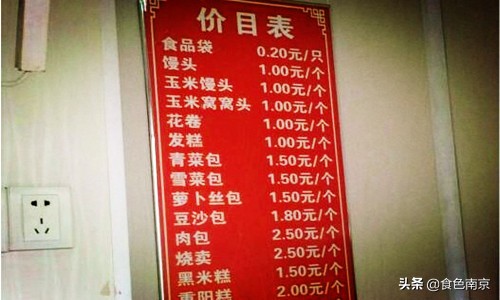 价目表
食品袋 0.20元/只
馒头 1.00元/个
玉米馒头 1.00元/个
玉米窝窝头 1.00元/个
花卷 1.00元/个
发糕 1.00元/个
青菜包 1.50元/个
雪菜包 1.50元/个
萝卜丝包 1.50元/个
豆沙包 1.80元/个
肉包 2.50元/个
烧卖 2.50元/个
黑米糕 1.50元/个
重阳糕 2.00元/个
头条 @食色南京